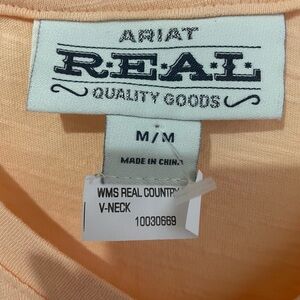 ARIAT
R·E·A·L
QUALITY GOODS
M/M
MADE IN CHINA
WMS REAL COUNTRY
V-NECK
10030669